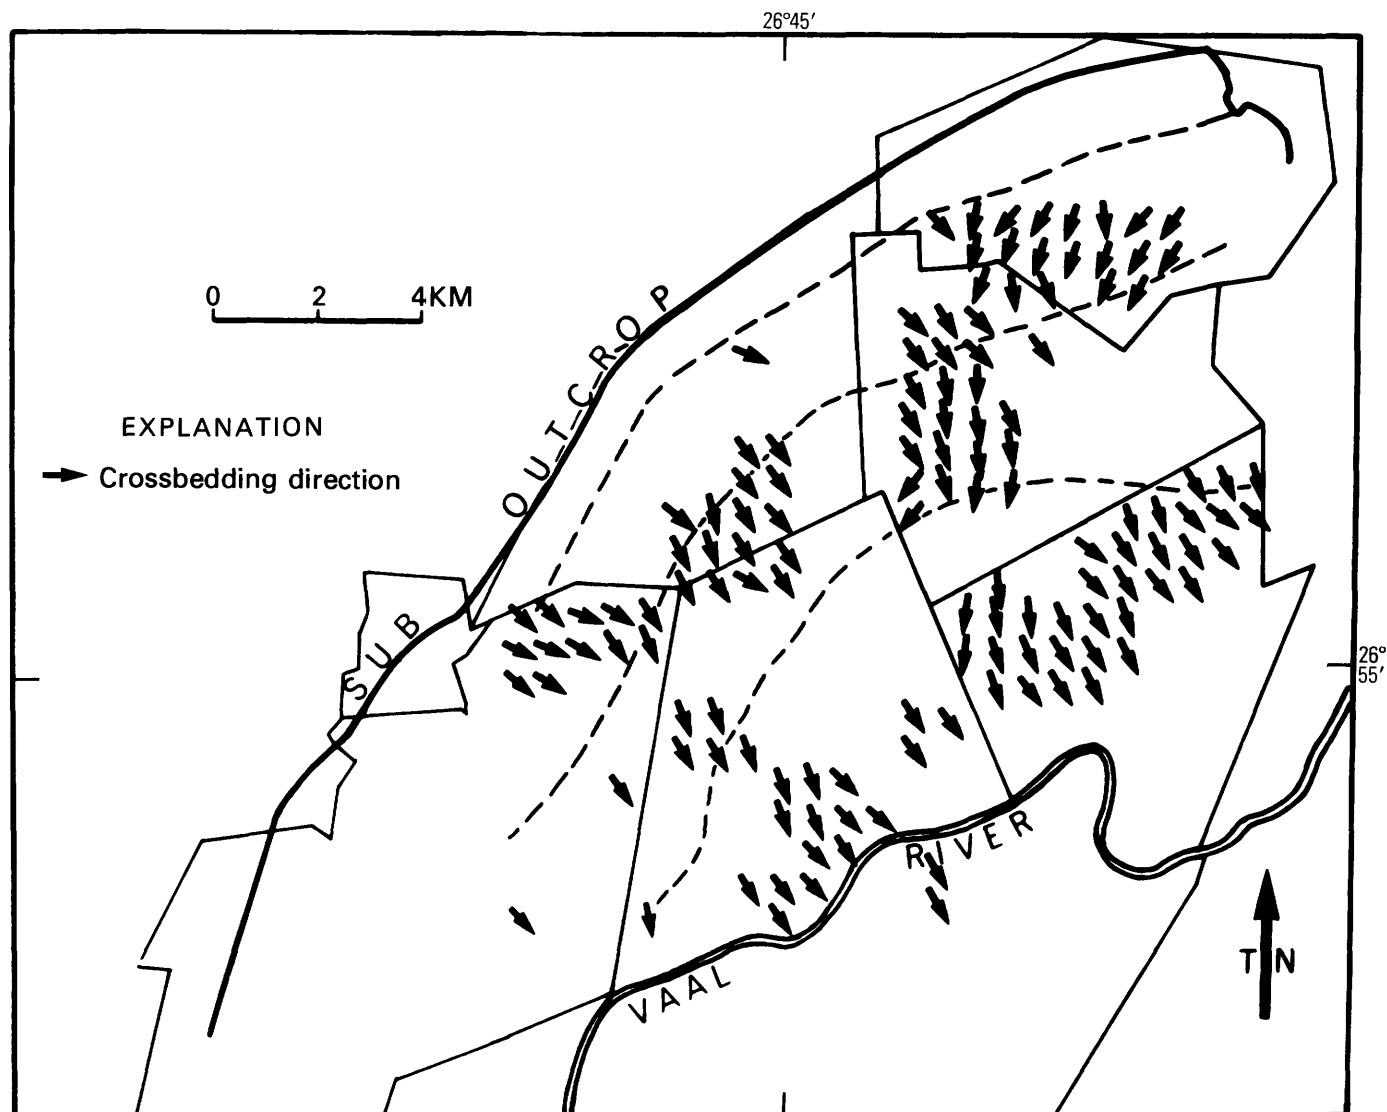 26°45′
0 2 4KM
EXPLANATION
Crossbedding direction
SUB OUTCROP
26°
55′
VAAL RIVER
TN